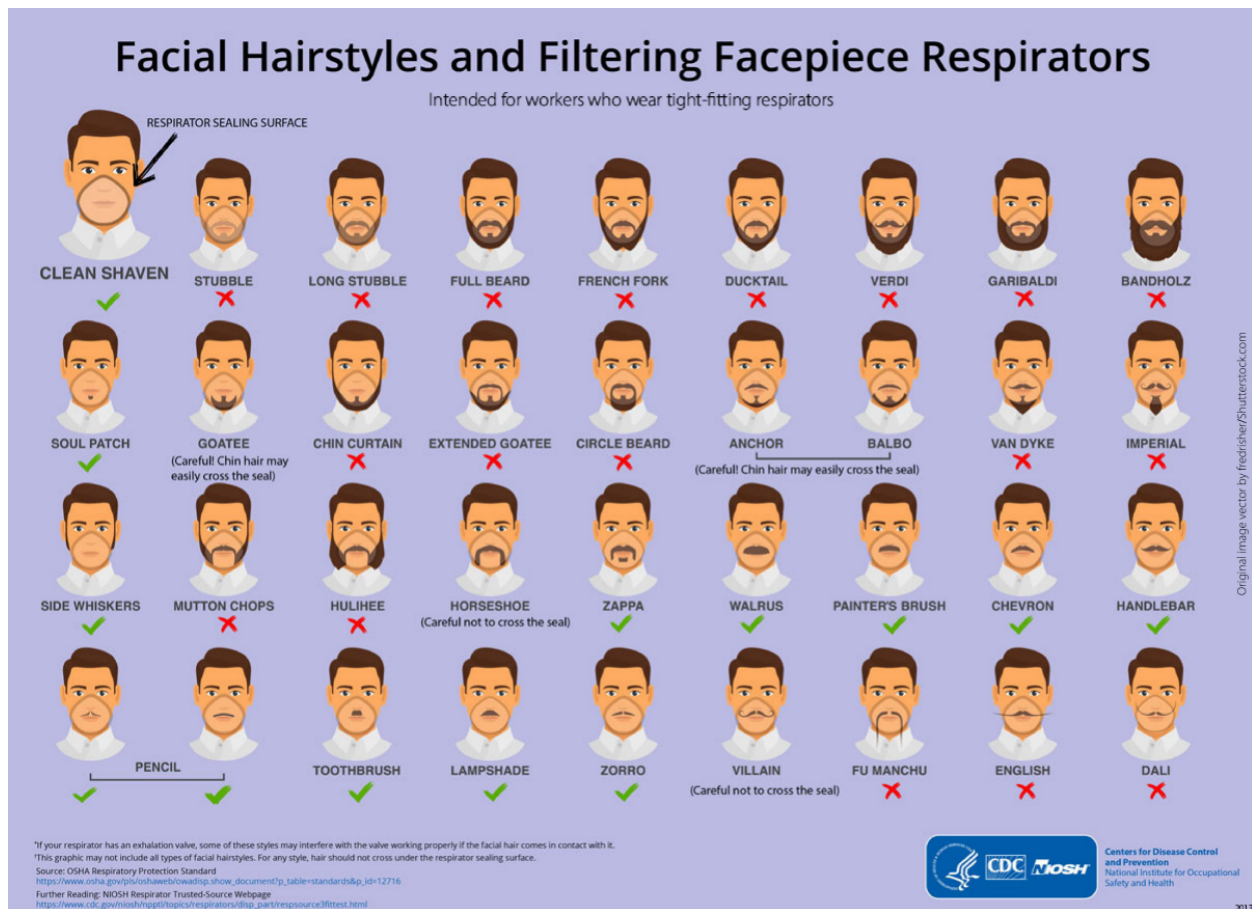 Facial Hairstyles and Filtering Facepiece Respirators
Intended for workers who wear tight-fitting respirators
RESPIRATOR SEALING SURFACE
CLEAN SHAVEN
STUBBLE
LONG STUBBLE
FULL BEARD
FRENCH FORK
DUCKTAIL
VERDI
GARIBALDI
BANDHOLZ
SOUL PATCH
GOATEE
(Careful! Chin hair may
easily cross the seal)
CHIN CURTAIN
EXTENDED GOATEE
CIRCLE BEARD
ANCHOR
BALBO
(Careful! Chin hair may easily cross the seal)
VAN DYKE
IMPERIAL
SIDE WHISKERS
MUTTON CHOPS
HULIHEE
HORSESHOE
(Careful not to cross the seal)
ZAPPA
WALRUS
PAINTER'S BRUSH
CHEVRON
HANDLEBAR
PENCIL
TOOTHBRUSH
LAMPSHADE
ZORRO
VILLAIN
(Careful not to cross the seal)
FU MANCHU
ENGLISH
DALI
Original image vector by fredrisher/Shutterstock.com
*If your respirator has an exhalation valve, some of these styles may interfere with the valve working properly if the facial hair comes in contact with it.
†This graphic may not include all types of facial hairstyles. For any style, hair should not cross under the respirator sealing surface.
Source: OSHA Respiratory Protection Standard
https://www.osha.gov/pls/oshaweb/owadisp.show_document?p_table=standards&p_id=12716
Further Reading: NIOSH Respirator Trusted-Source Webpage
https://www.cdc.gov/niosh/npptl/topics/respirators/disp_part/respsource3fittest.html
CDC
NIOSH
Centers for Disease Control
and Prevention
National Institute for Occupational
Safety and Health